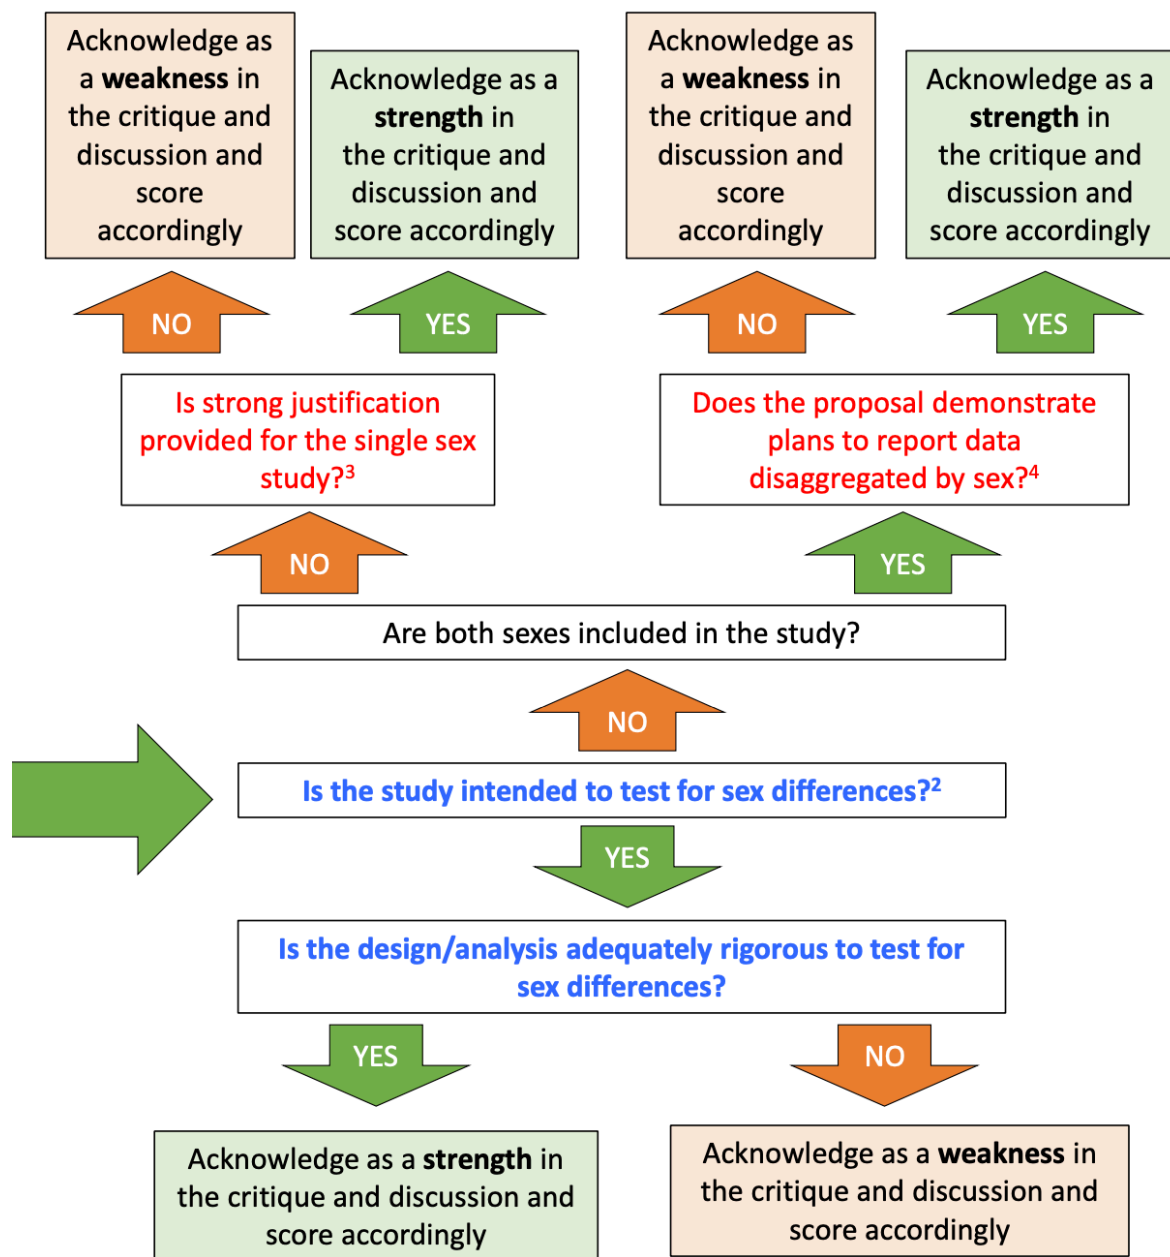 Acknowledge as
a weakness in
the critique and
discussion and
score
accordingly
Acknowledge as a
strength in
the critique and
discussion and
score accordingly
Acknowledge as
a weakness in
the critique and
discussion and
score
accordingly
Acknowledge as a
strength in
the critique and
discussion and
score accordingly
NO
YES
NO
YES
Is strong justification
provided for the single sex
study?³
Does the proposal demonstrate
plans to report data
disaggregated by sex?⁴
NO
YES
Are both sexes included in the study?
NO
Is the study intended to test for sex differences?²
YES
Is the design/analysis adequately rigorous to test for
sex differences?
YES
NO
Acknowledge as a strength in
the critique and discussion and
score accordingly
Acknowledge as a weakness in
the critique and discussion and
score accordingly